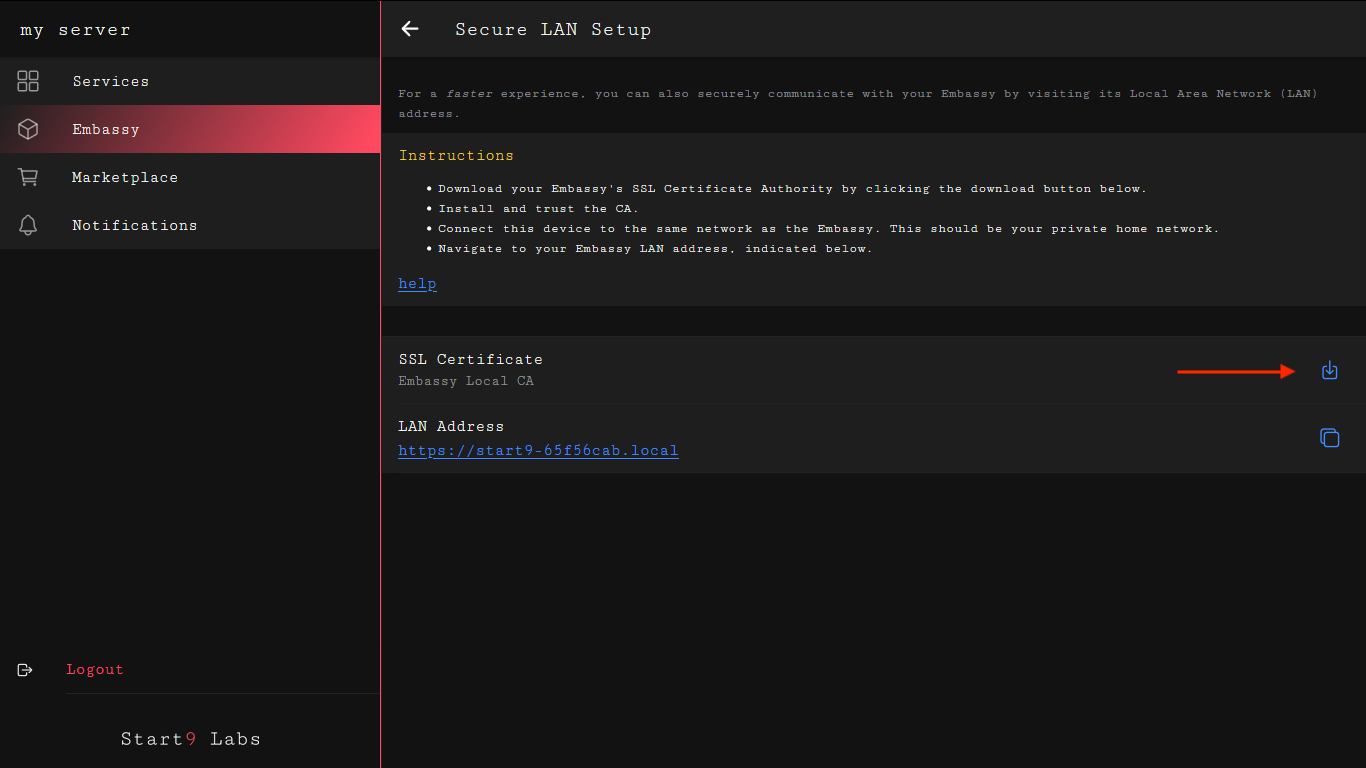 my server
Services
Embassy
Marketplace
Notifications
Logout
Start9 Labs
Secure LAN Setup
For a faster experience, you can also securely communicate with your Embassy by visiting its Local Area Network (LAN)
address.
Instructions
• Download your Embassy's SSL Certificate Authority by clicking the download button below.
• Install and trust the CA.
• Connect this device to the same network as the Embassy. This should be your private home network.
• Navigate to your Embassy LAN address, indicated below.
help
SSL Certificate
Embassy Local CA
LAN Address
https://start9-65f56cab.local